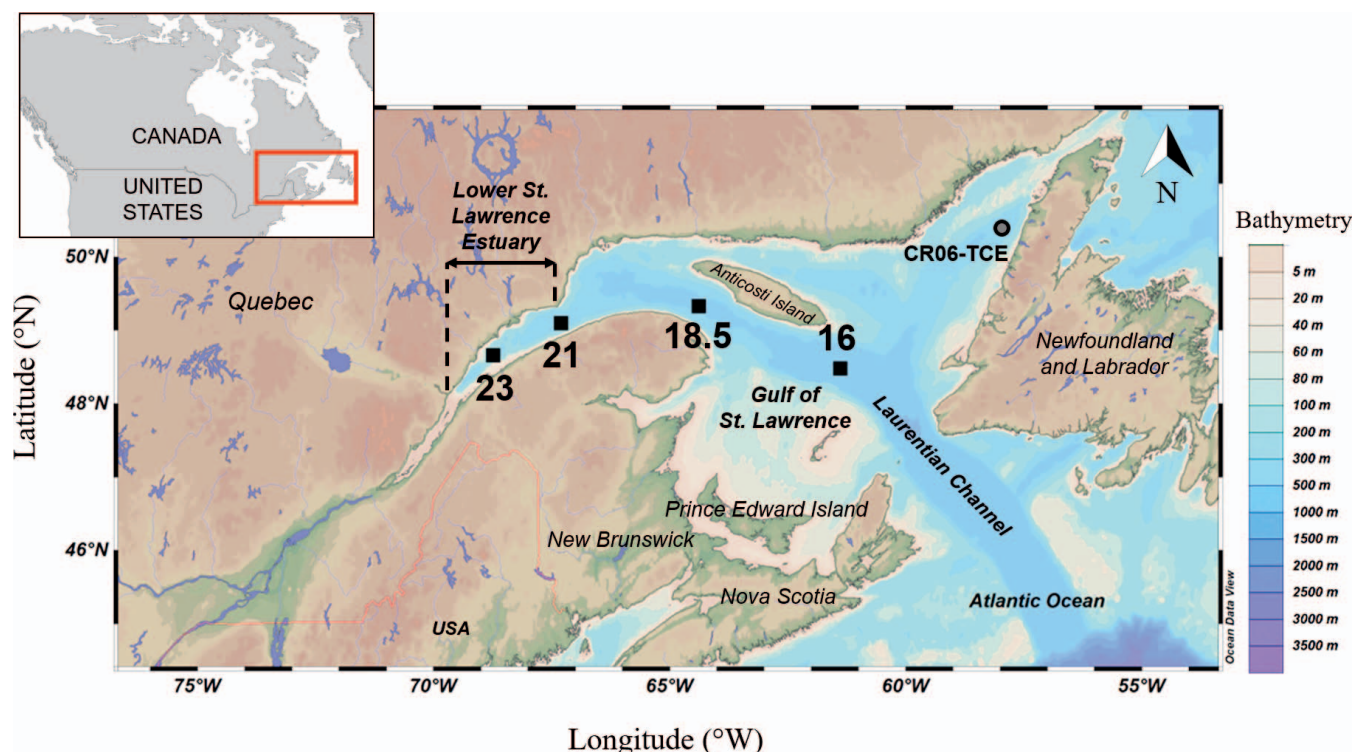 CANADA
UNITED
STATES
Lower St.
Lawrence
Estuary
N
Bathymetry
CR06-TCE
50°N
Quebec
Anticosti Island
5 m
20 m
40 m
60 m
80 m
100 m
200 m
300 m
500 m
1000 m
1500 m
2000 m
2500 m
3000 m
3500 m
21
18.5
16
23
Newfoundland
and Labrador
Latitude (°N)
48°N
Gulf of
St. Lawrence
Laurentian Channel
Prince Edward Island
New Brunswick
46°N
Nova Scotia
Atlantic Ocean
USA
Ocean Data View
75°W
70°W
65°W
60°W
55°W
Longitude (°W)